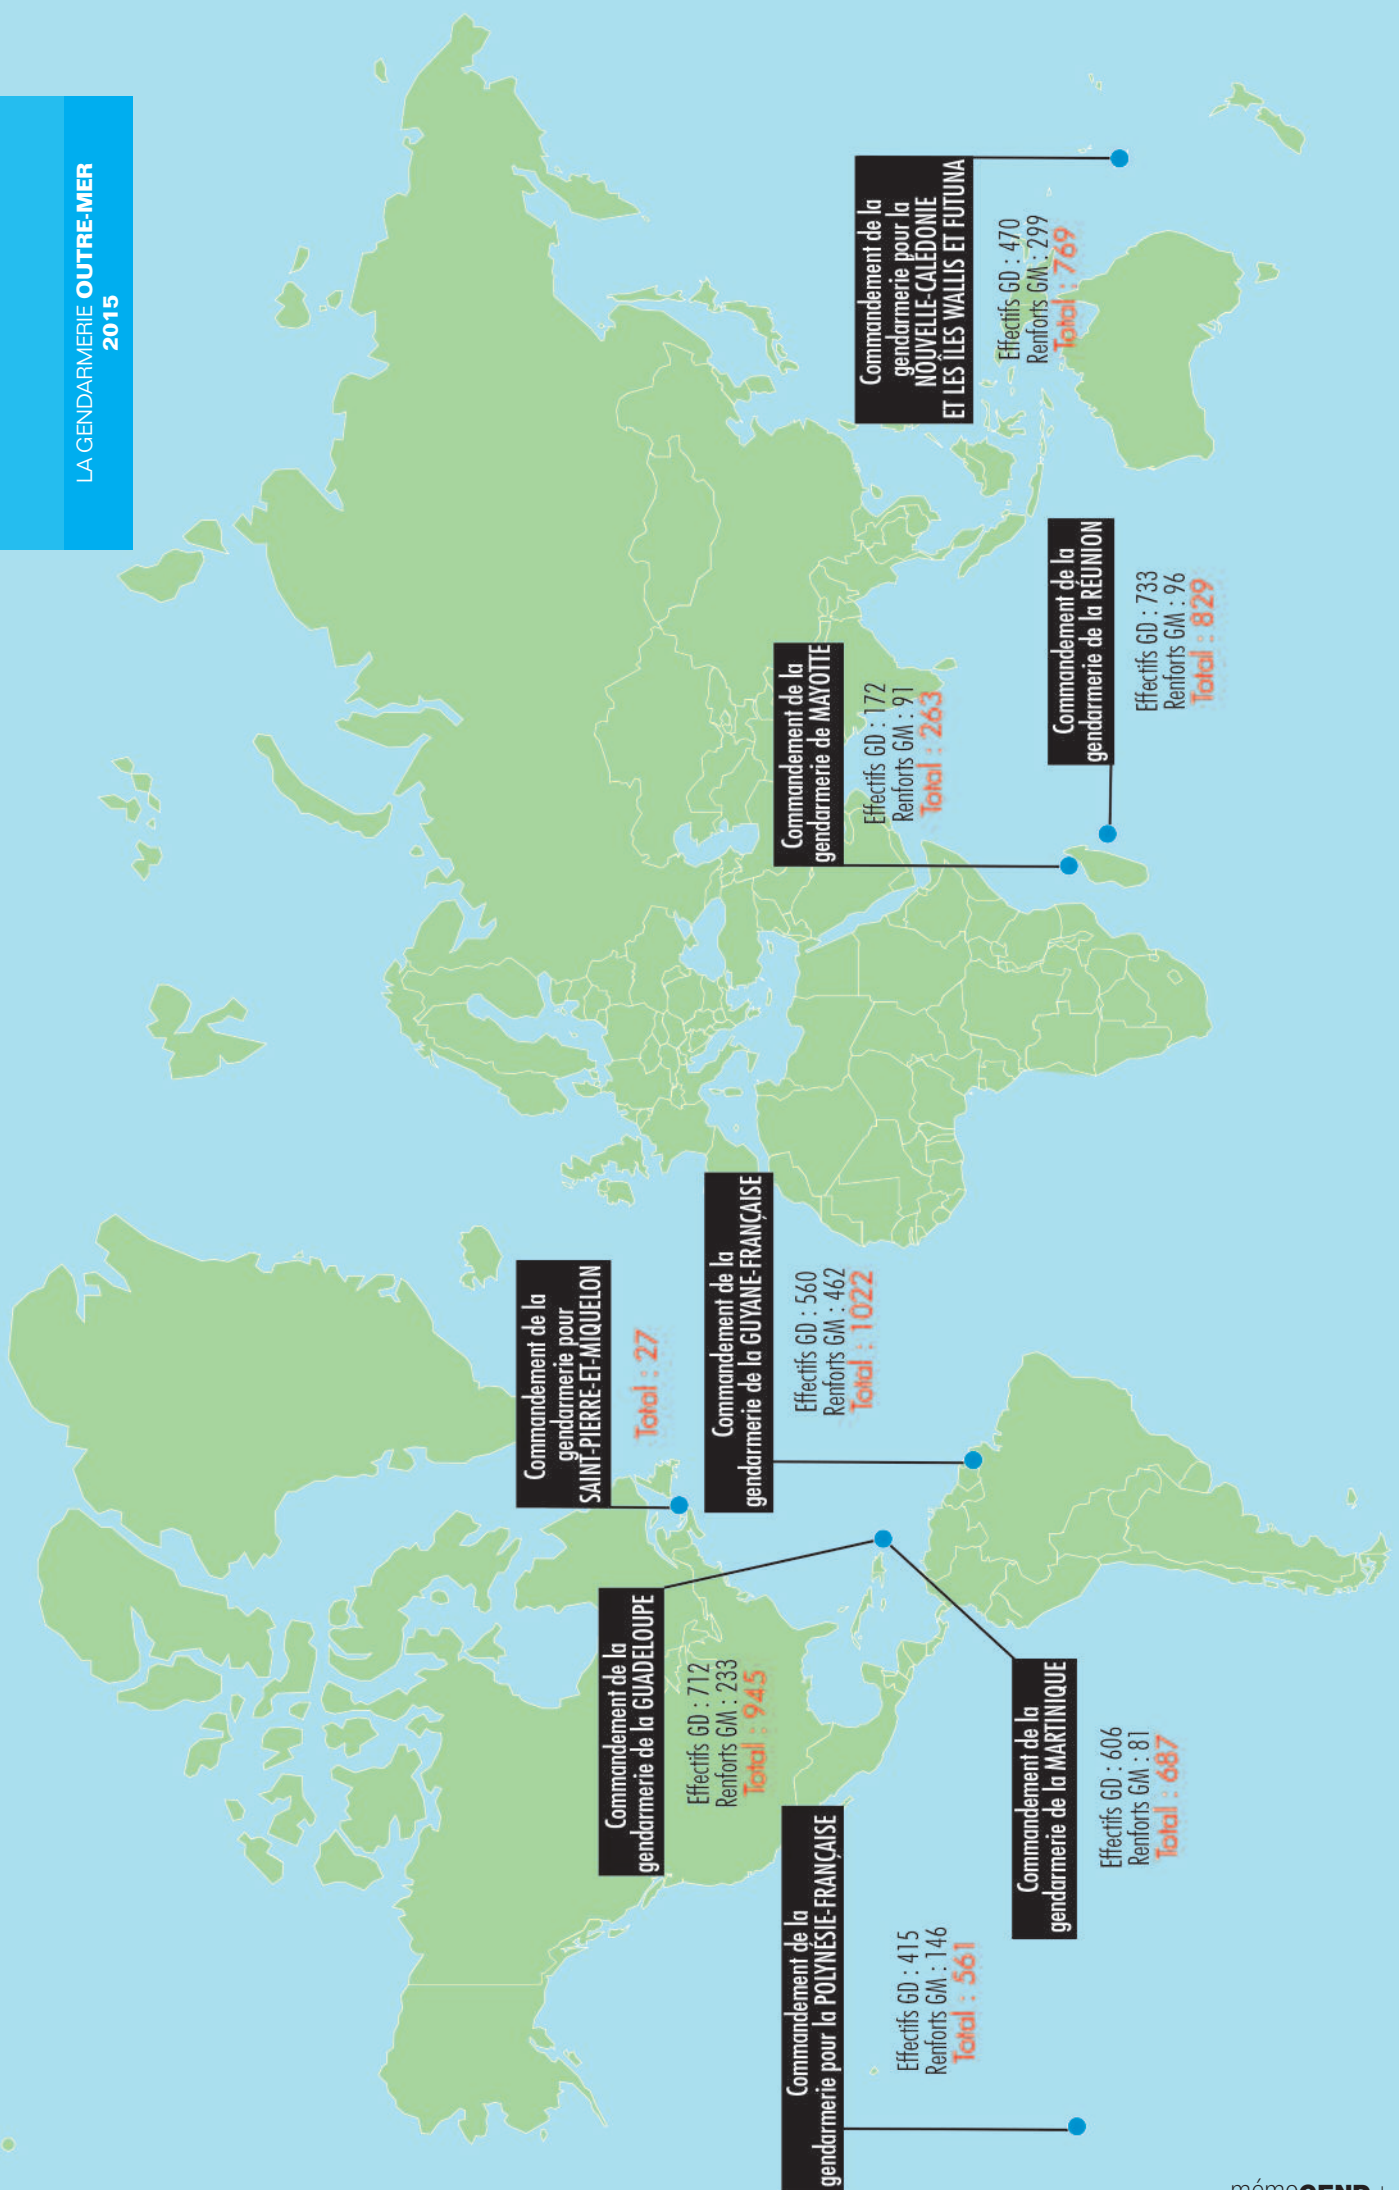 LA GENDARMERIE OUTRE-MER
2015
Commandement de la
gendarmerie pour
SAINT-PIERRE-ET-MIQUELON
Total : 27
Commandement de la
gendarmerie de la GUADELOUPE
Effectifs GD : 712
Renforts GM : 233
Total : 945
Commandement de la
gendarmerie de la GUYANE-FRANÇAISE
Effectifs GD : 560
Renforts GM : 462
Total : 1022
Commandement de la
gendarmerie pour la POLYNÉSIE-FRANÇAISE
Effectifs GD : 415
Renforts GM : 146
Total : 561
Commandement de la
gendarmerie de la MARTINIQUE
Effectifs GD : 606
Renforts GM : 81
Total : 687
Commandement de la
gendarmerie de MAYOTTE
Effectifs GD : 172
Renforts GM : 91
Total : 263
Commandement de la
gendarmerie de la RÉUNION
Effectifs GD : 733
Renforts GM : 96
Total : 829
Commandement de la
gendarmerie pour la
NOUVELLE-CALÉDONIE
ET LES ÎLES WALLIS ET FUTUNA
Effectifs GD : 470
Renforts GM : 299
Total : 769